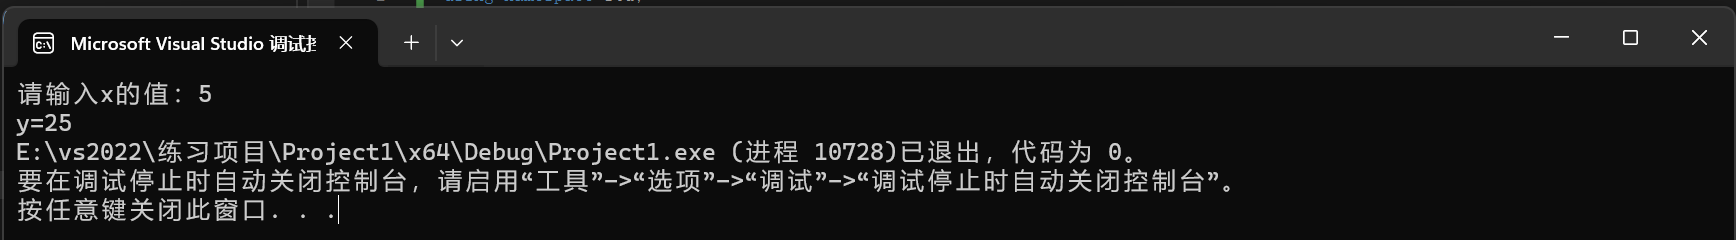 using namespace std;
Microsoft Visual Studio 调试控
请输入x的值：5
y=25
E:\vs2022\练习项目\Project1\x64\Debug\Project1.exe (进程 10728)已退出，代码为 0。
要在调试停止时自动关闭控制台，请启用“工具”->“选项”->“调试”->“调试停止时自动关闭控制台”。
按任意键关闭此窗口. . .